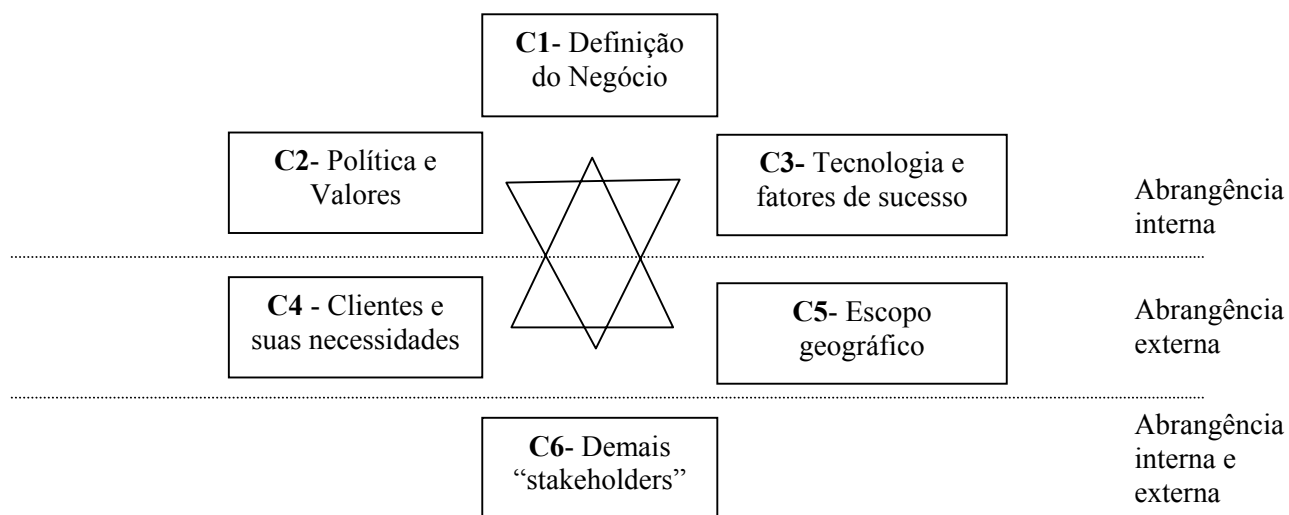 C1- Definição
do Negócio
C2- Política e
Valores
C3- Tecnologia e
fatores de sucesso
Abrangência
interna
C4 - Clientes e
suas necessidades
C5- Escopo
geográfico
Abrangência
externa
C6- Demais
“stakeholders”
Abrangência
interna e
externa